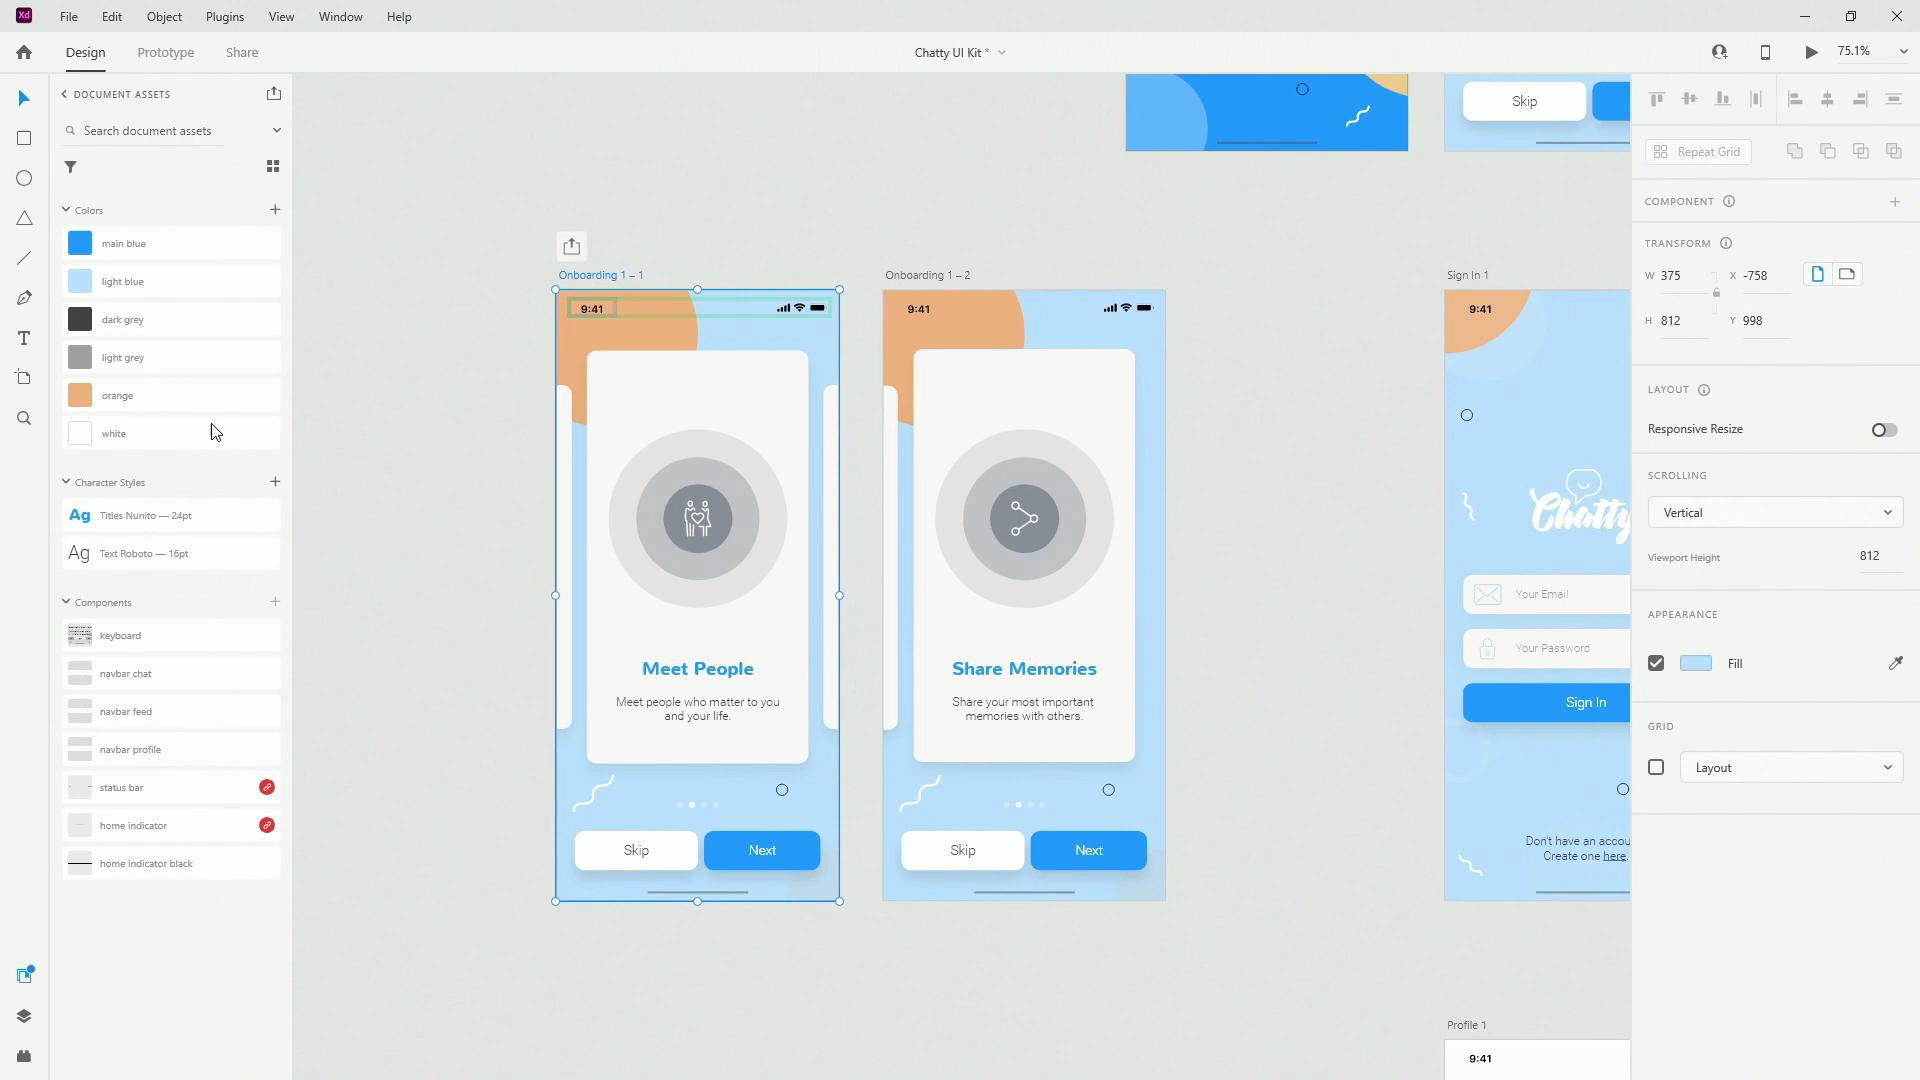 Xd
File Edit Object Plugins View Window Help
Design Prototype Share
Chatty UI Kit *
75.1%
DOCUMENT ASSETS
Search document assets
Colors
main blue
light blue
dark grey
light grey
orange
white
Character Styles
Ag Titles Nunito — 24pt
Ag Text Roboto — 16pt
Components
keyboard
navbar chat
navbar feed
navbar profile
status bar
home indicator
home indicator black
Skip
Onboarding 1 – 1
9:41
Meet People
Meet people who matter to you
and your life.
Skip
Next
Onboarding 1 – 2
9:41
Share Memories
Share your most important
memories with others.
Skip
Next
Sign In 1
9:41
Chatty
Your Email
Your Password
Sign In
Don't have an accou
Create one here.
Profile 1
9:41
Repeat Grid
COMPONENT
TRANSFORM
W 375 X -758
H 812 Y 998
LAYOUT
Responsive Resize
SCROLLING
Vertical
Viewport Height 812
APPEARANCE
Fill
GRID
Layout